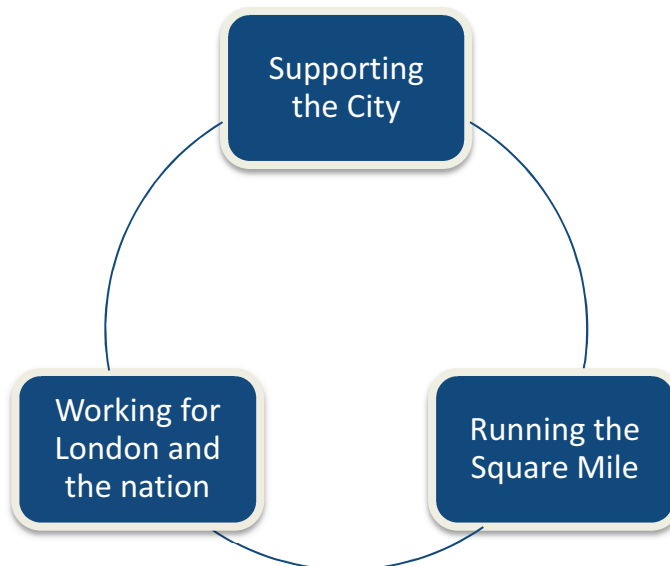 Supporting
the City
Working for
London and
the nation
Running the
Square Mile